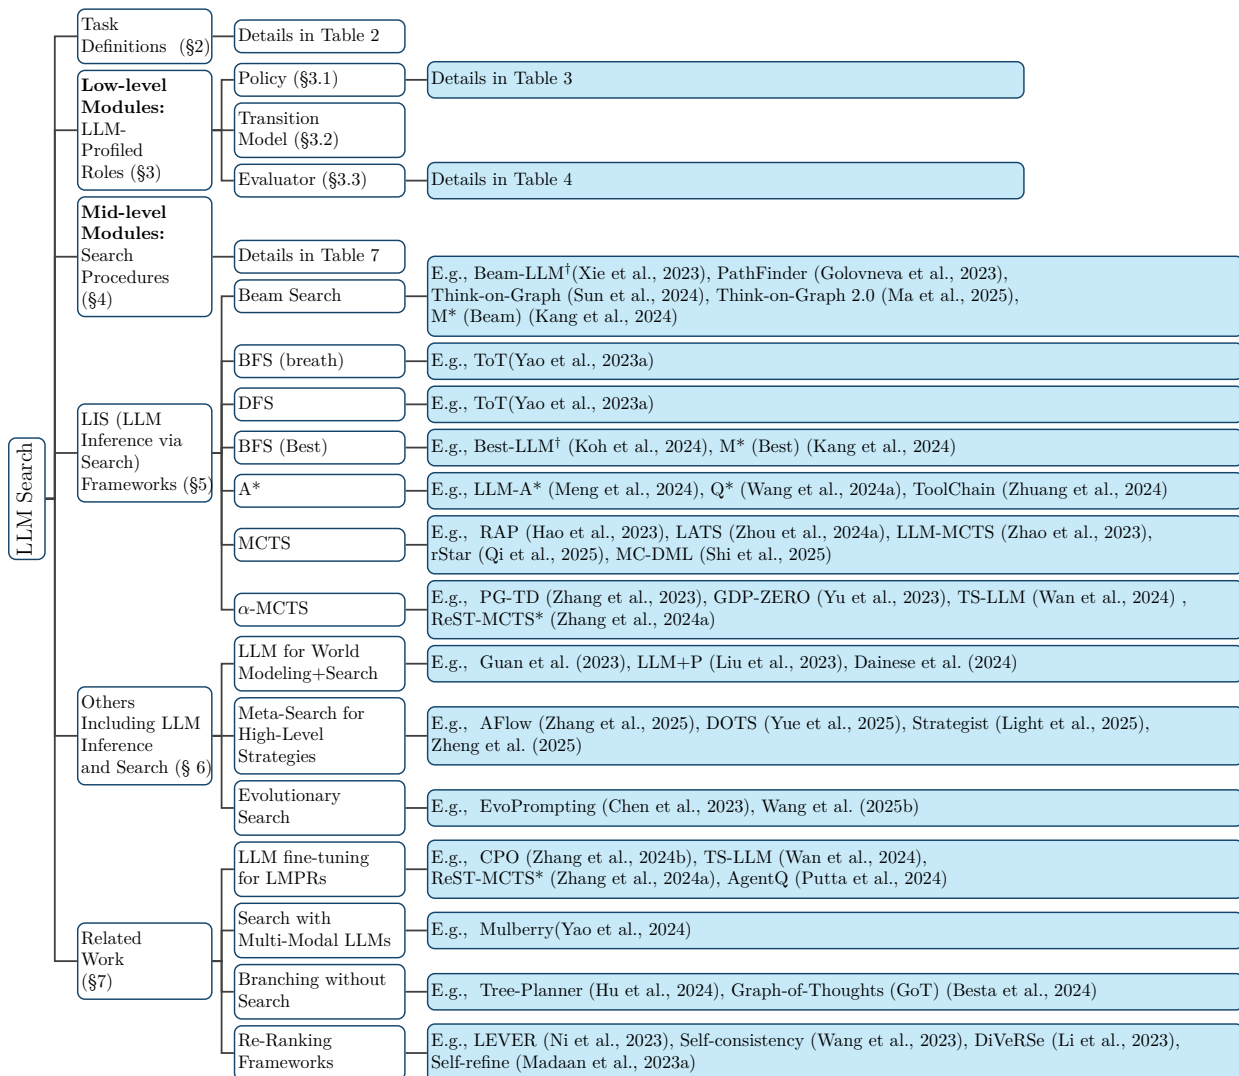 LLM Search
Task
Definitions (§2)
Details in Table 2
Low-level
Modules:
LLM-
Profiled
Roles (§3)
Policy (§3.1)
Details in Table 3
Transition
Model (§3.2)
Evaluator (§3.3)
Details in Table 4
Mid-level
Modules:
Search
Procedures
(§4)
Details in Table 7
LIS (LLM
Inference via
Search)
Frameworks (§5)
Beam Search
E.g., Beam-LLM†(Xie et al., 2023), PathFinder (Golovneva et al., 2023),
Think-on-Graph (Sun et al., 2024), Think-on-Graph 2.0 (Ma et al., 2025),
M* (Beam) (Kang et al., 2024)
BFS (breath)
E.g., ToT(Yao et al., 2023a)
DFS
E.g., ToT(Yao et al., 2023a)
BFS (Best)
E.g., Best-LLM† (Koh et al., 2024), M* (Best) (Kang et al., 2024)
A*
E.g., LLM-A* (Meng et al., 2024), Q* (Wang et al., 2024a), ToolChain (Zhuang et al., 2024)
MCTS
E.g., RAP (Hao et al., 2023), LATS (Zhou et al., 2024a), LLM-MCTS (Zhao et al., 2023),
rStar (Qi et al., 2025), MC-DML (Shi et al., 2025)
α-MCTS
E.g., PG-TD (Zhang et al., 2023), GDP-ZERO (Yu et al., 2023), TS-LLM (Wan et al., 2024) ,
ReST-MCTS* (Zhang et al., 2024a)
Others
Including LLM
Inference
and Search (§ 6)
LLM for World
Modeling+Search
E.g., Guan et al. (2023), LLM+P (Liu et al., 2023), Dainese et al. (2024)
Meta-Search for
High-Level
Strategies
E.g., AFlow (Zhang et al., 2025), DOTS (Yue et al., 2025), Strategist (Light et al., 2025),
Zheng et al. (2025)
Evolutionary
Search
E.g., EvoPrompting (Chen et al., 2023), Wang et al. (2025b)
Related
Work
(§7)
LLM fine-tuning
for LMPRs
E.g., CPO (Zhang et al., 2024b), TS-LLM (Wan et al., 2024),
ReST-MCTS* (Zhang et al., 2024a), AgentQ (Putta et al., 2024)
Search with
Multi-Modal LLMs
E.g., Mulberry(Yao et al., 2024)
Branching without
Search
E.g., Tree-Planner (Hu et al., 2024), Graph-of-Thoughts (GoT) (Besta et al., 2024)
Re-Ranking
Frameworks
E.g., LEVER (Ni et al., 2023), Self-consistency (Wang et al., 2023), DiVeRSe (Li et al., 2023),
Self-refine (Madaan et al., 2023a)